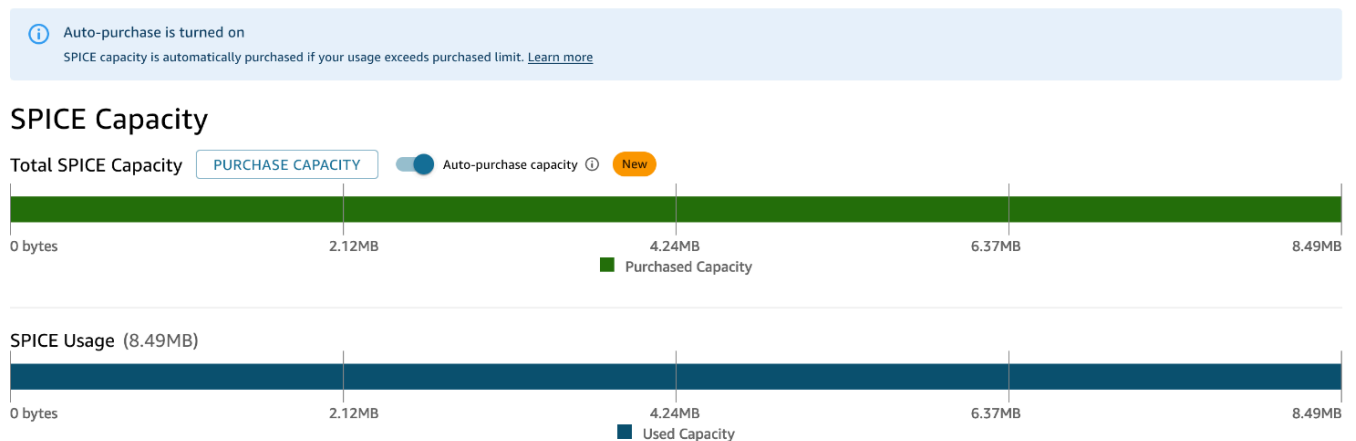 Auto-purchase is turned on
SPICE capacity is automatically purchased if your usage exceeds purchased limit. Learn more
SPICE Capacity
Total SPICE Capacity PURCHASE CAPACITY Auto-purchase capacity New
0 bytes 2.12MB 4.24MB 6.37MB 8.49MB
Purchased Capacity
SPICE Usage (8.49MB)
0 bytes 2.12MB 4.24MB 6.37MB 8.49MB
Used Capacity